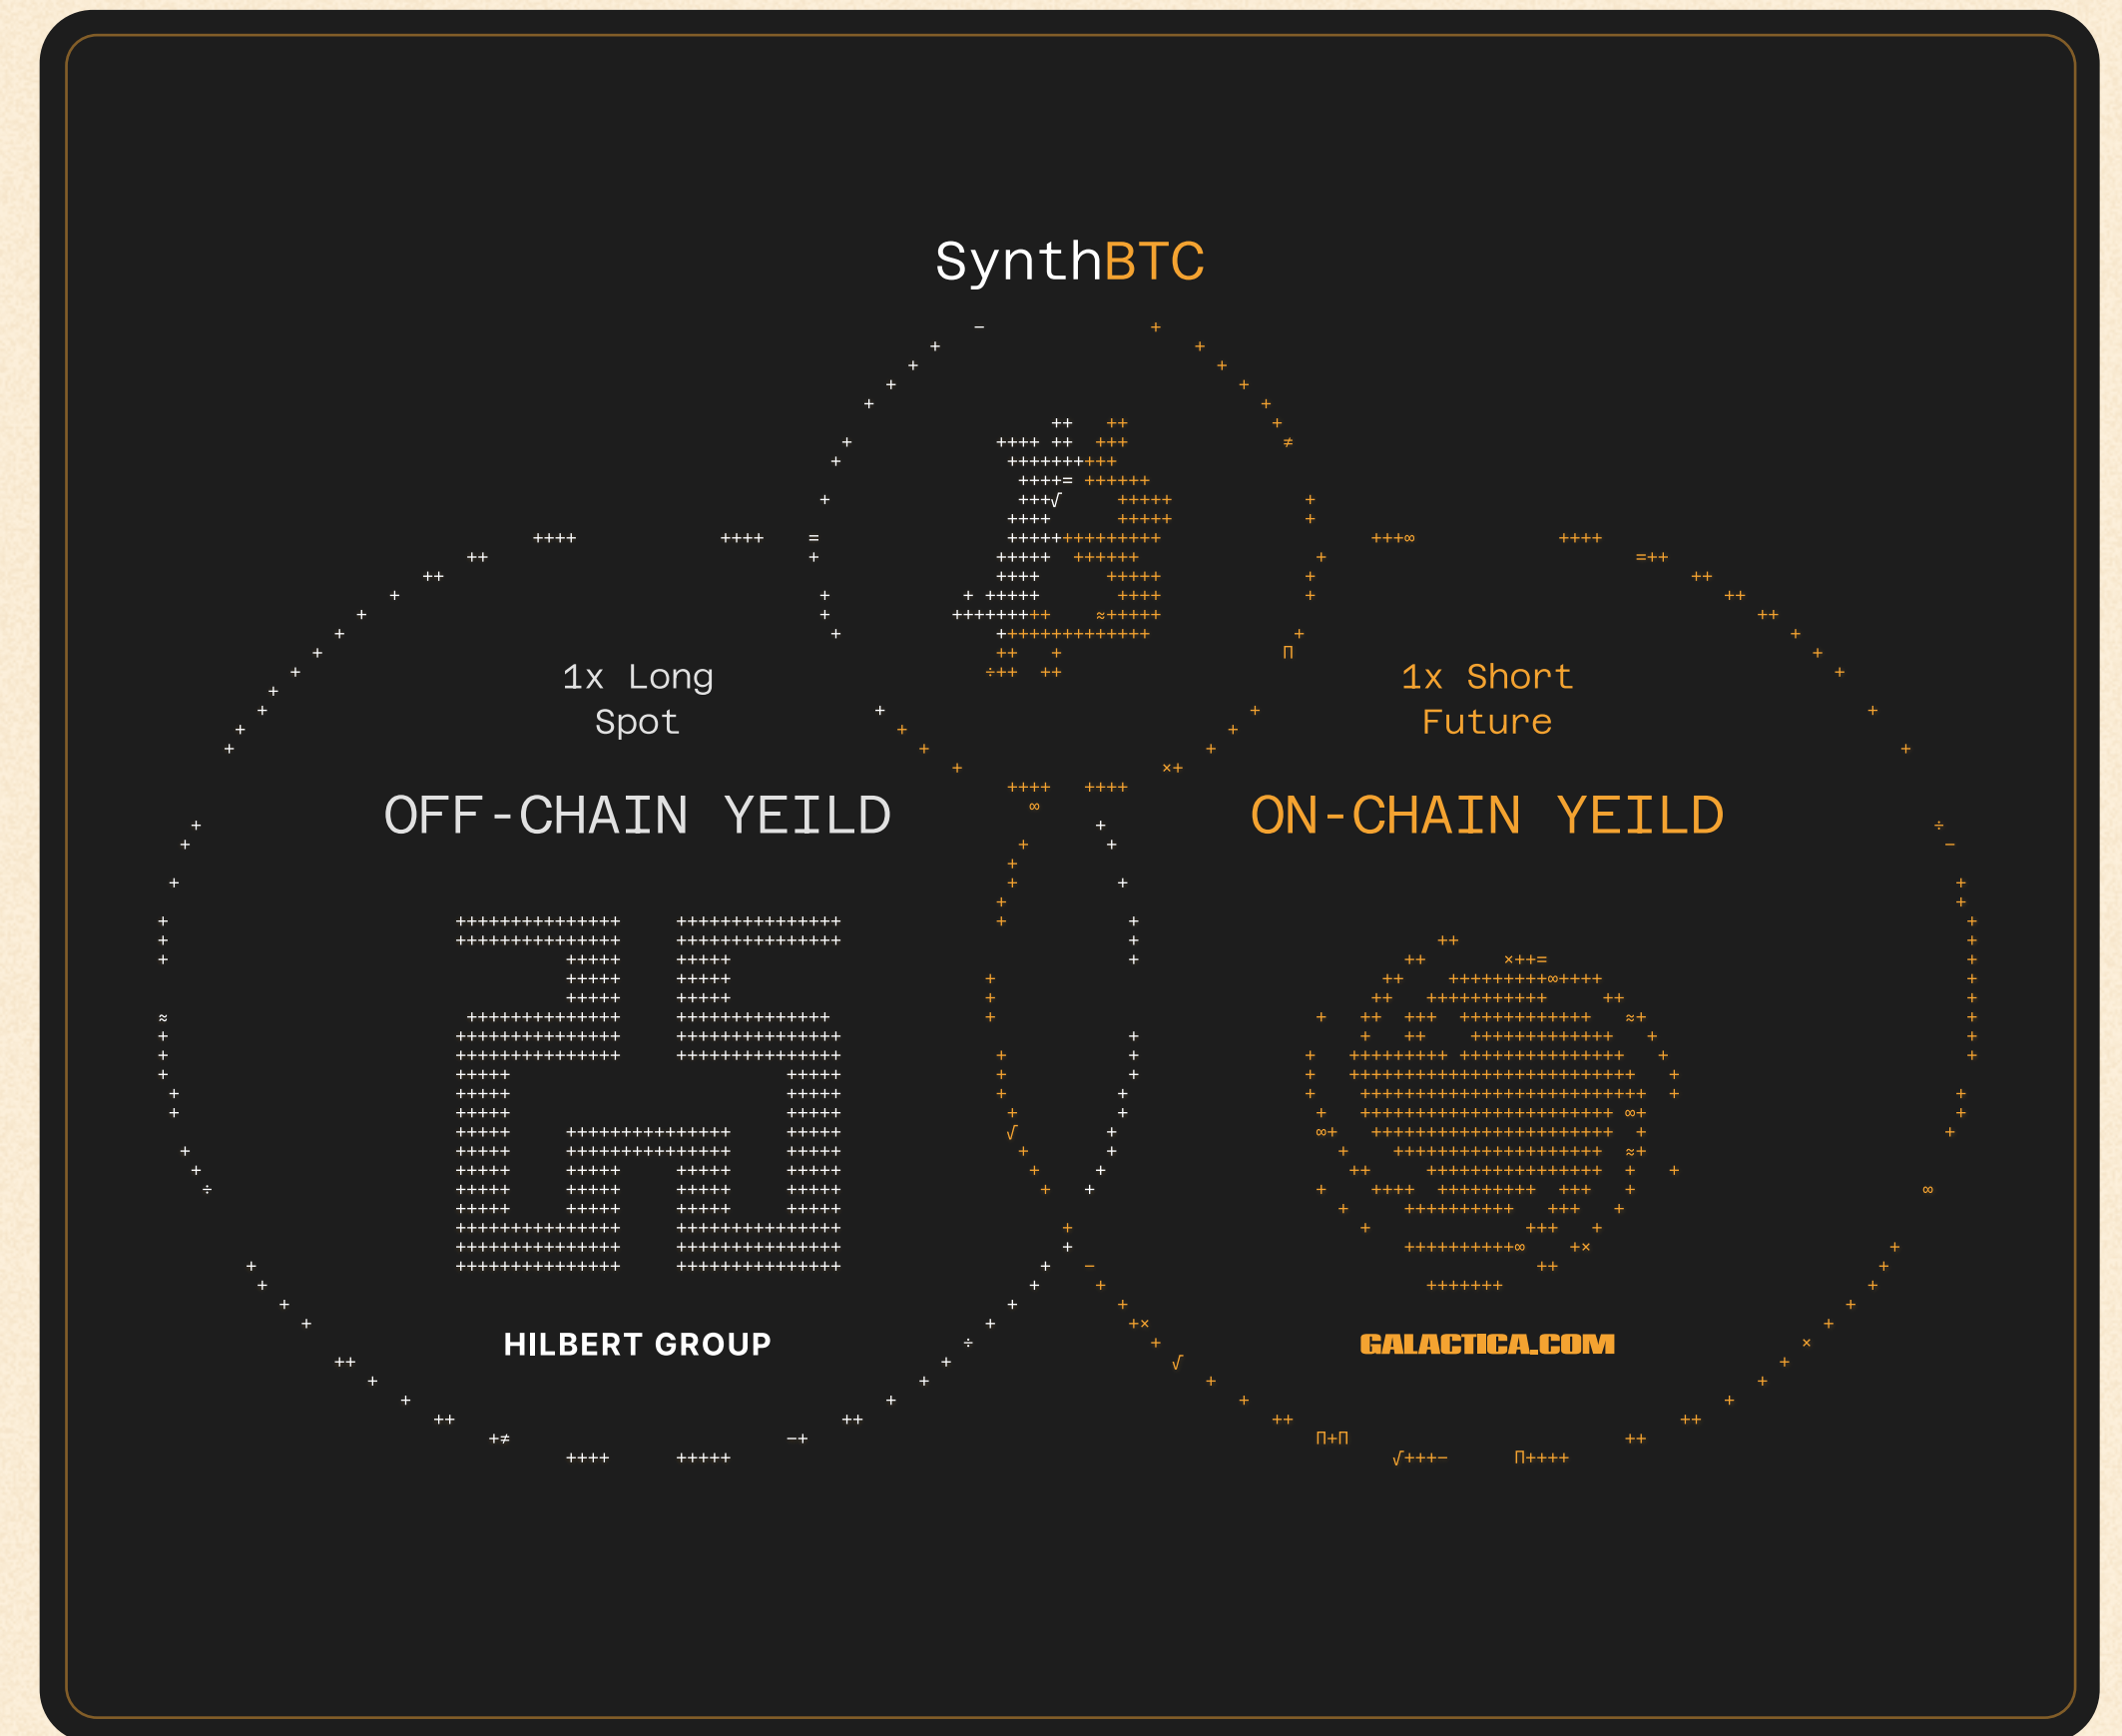 SynthBTC
1x Long
Spot
1x Short
Future
OFF-CHAIN YEILD
ON-CHAIN YEILD
HILBERT GROUP
GALACTICA.COM